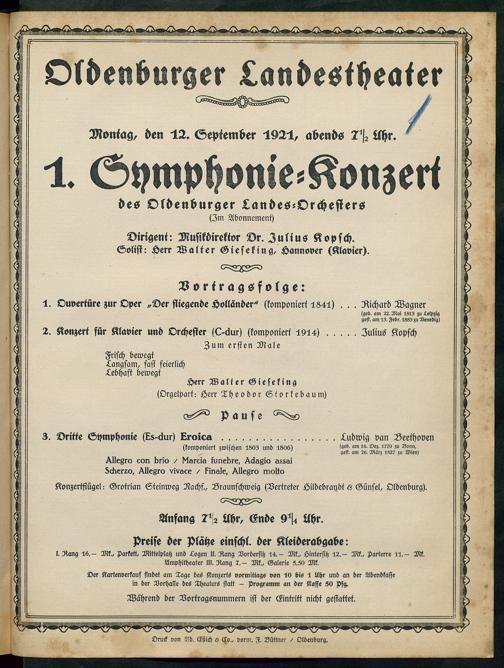 Oldenburger Landestheater
Montag, den 12. September 1921, abends 7 1/2 Uhr.
1. Symphonie-Konzert
des Oldenburger Landes-Orchesters
(Im Abonnement)
Dirigent: Musikdirektor Dr. Julius Kopsch.
Solist: Herr Walter Gieseking, Hannover (Klavier).
Vortragsfolge:
1. Ouvertüre zur Oper „Der fliegende Holländer“ (komponiert 1841) . . . Richard Wagner
(geb. am 22. Mai 1813 zu Leipzig
gest. am 13. Febr. 1883 zu Venedig)
2. Konzert für Klavier und Orchester (C-dur) (komponiert 1914) . . . . . Julius Kopsch
Zum ersten Male
Frisch bewegt
Langsam, fast feierlich
Lebhaft bewegt
Herr Walter Gieseking
(Orgelpart: Herr Theodor Storkebaum)
Pause
3. Dritte Symphonie (Es-dur) Eroica . . . . . . . . . . . . . . . . Ludwig van Beethoven
(komponiert zwischen 1803 und 1806)
(geb. am 16. Dez. 1770 zu Bonn,
gest. am 26. März 1827 zu Wien)
Allegro con brio / Marcia funebre, Adagio assai
Scherzo, Allegro vivace / Finale, Allegro molto
Konzertflügel: Grotrian Steinweg Nachf., Braunschweig (Vertreter Hildebrandt & Günsel, Oldenburg).
Anfang 7 1/2 Uhr, Ende 9 1/4 Uhr.
Preise der Plätze einschl. der Kleiderabgabe:
I. Rang 16.— Mk., Parkett, Mittelplatz und Logen II. Rang Vordersitz 14.— Mk., Hintersitz 12.— Mk., Parterre 11.— Mk.
Amphitheater III. Rang 7.— Mk., Galerie 5.50 Mk.
Der Kartenverkauf findet am Tage des Konzerts vormittags von 10 bis 1 Uhr und an der Abendkasse
in der Vorhalle des Theaters statt — Programm an der Kasse 50 Pfg.
Während der Vortragsnummern ist der Eintritt nicht gestattet.
Druck von Ad. Eßlich & Co., vorm. F. Büttner / Oldenburg.